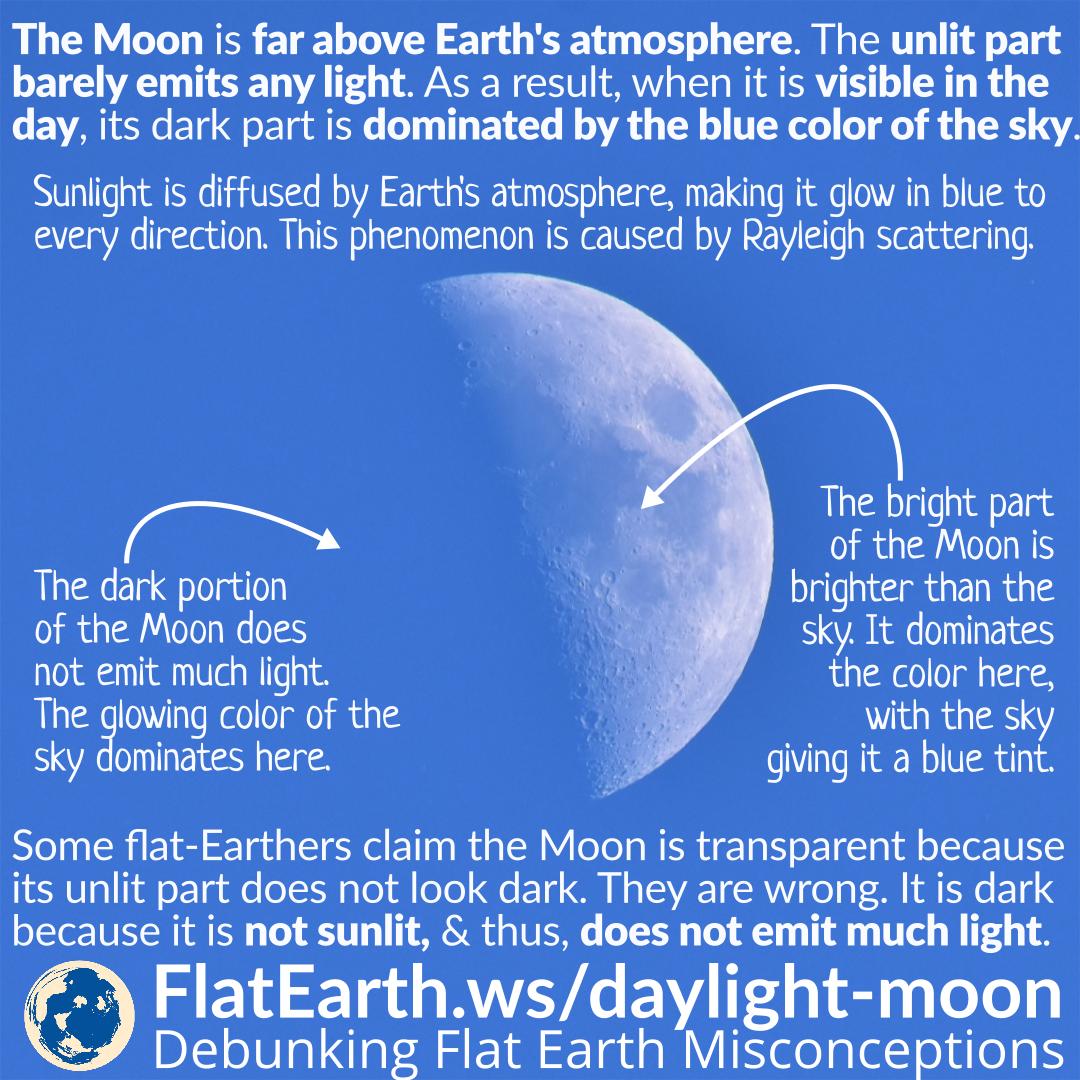 The Moon is far above Earth's atmosphere. The unlit part
barely emits any light. As a result, when it is visible in the
day, its dark part is dominated by the blue color of the sky.
Sunlight is diffused by Earth's atmosphere, making it glow in blue to
every direction. This phenomenon is caused by Rayleigh scattering.
The dark portion
of the Moon does
not emit much light.
The glowing color of the
sky dominates here.
The bright part
of the Moon is
brighter than the
sky. It dominates
the color here,
with the sky
giving it a blue tint.
Some flat-Earthers claim the Moon is transparent because
its unlit part does not look dark. They are wrong. It is dark
because it is not sunlit, & thus, does not emit much light.
FlatEarth.ws/daylight-moon
Debunking Flat Earth Misconceptions